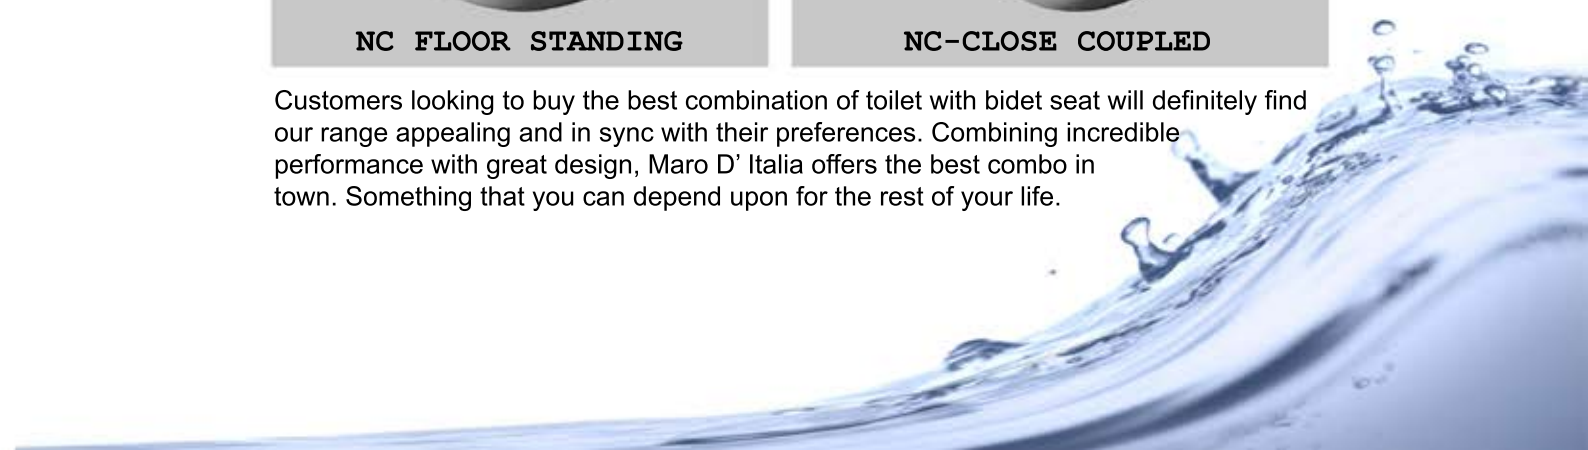 NC FLOOR STANDING
NC-CLOSE COUPLED
Customers looking to buy the best combination of toilet with bidet seat will definitely find
our range appealing and in sync with their preferences. Combining incredible
performance with great design, Maro D’ Italia offers the best combo in
town. Something that you can depend upon for the rest of your life.